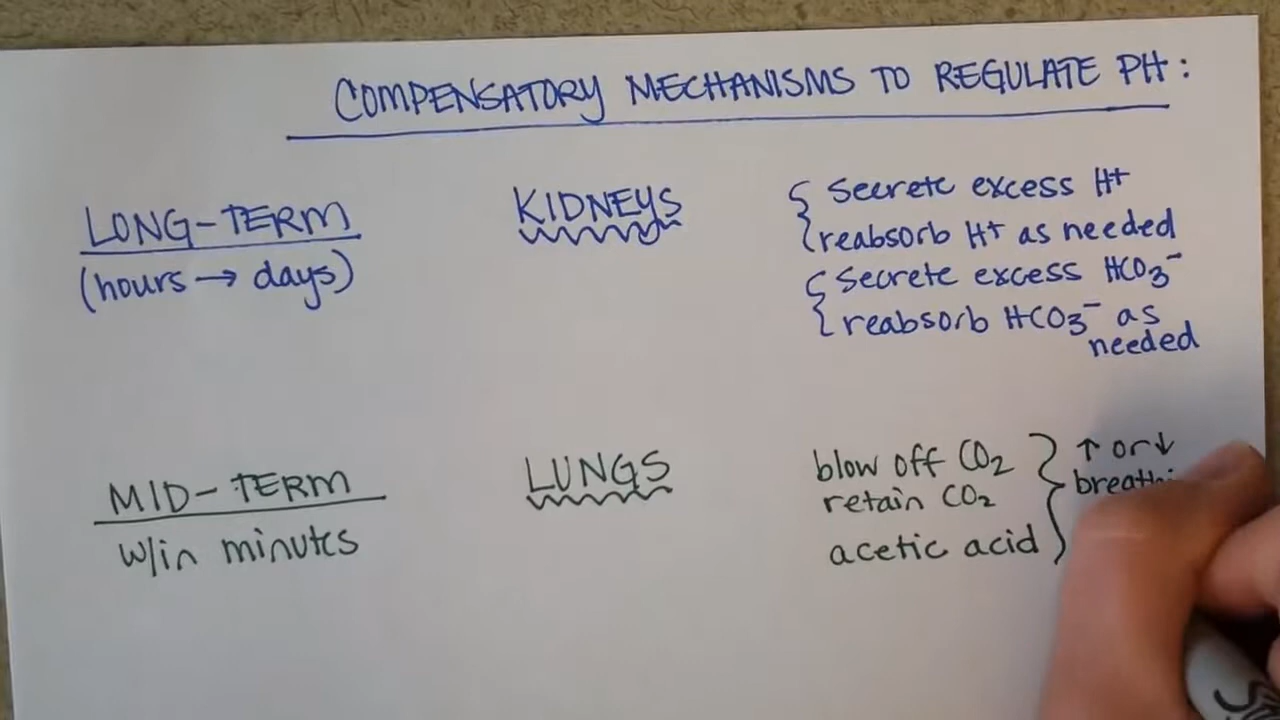 COMPENSATORY MECHANISMS TO REGULATE PH:
LONG-TERM
(hours → days)
KIDNEYS
Secrete excess H+
reabsorb H+ as needed
Secrete excess HCO3-
reabsorb HCO3- as
needed
MID-TERM
w/in minutes
LUNGS
blow off CO2
retain CO2
acetic acid
↑ or ↓